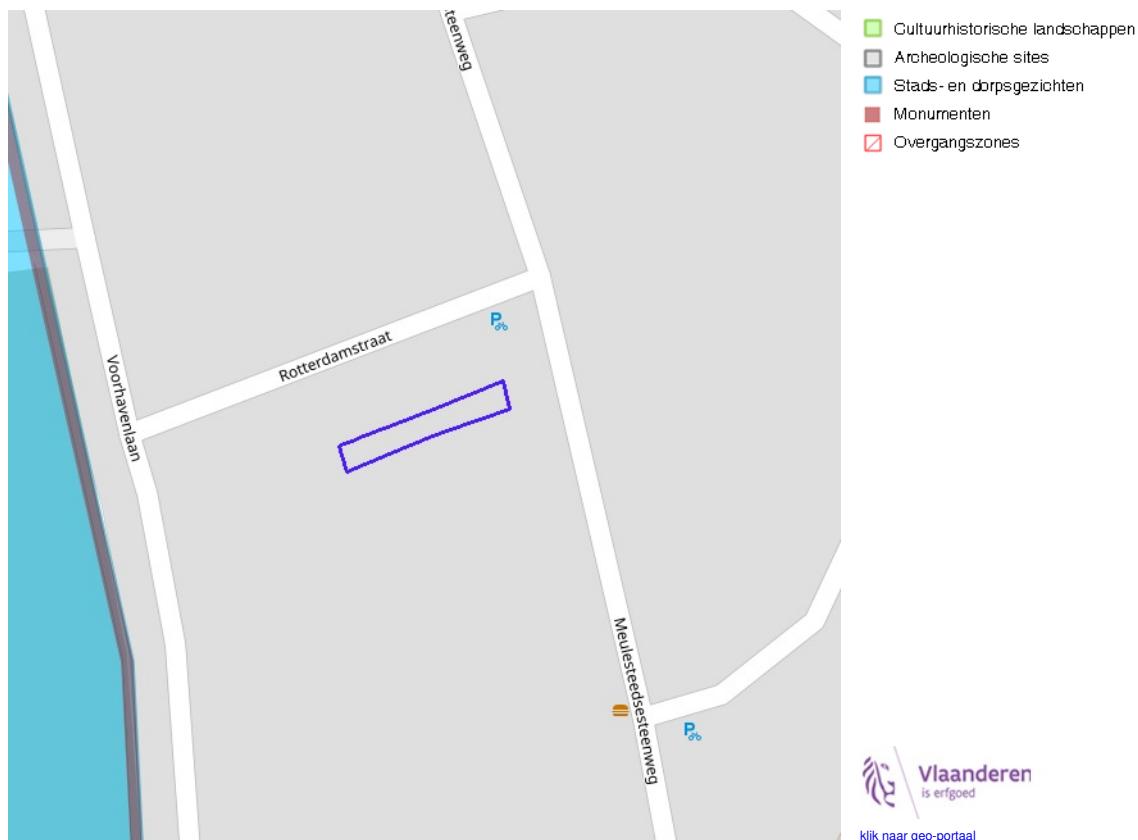 teenweg
Rotterdamstraat
Voorhavenlaan
Meulesteedsesteenweg
P
P
Cultuurhistorische landschappen
Archeologische sites
Stads- en dorpsgezichten
Monumenten
Overgangszones
Vlaanderen
is erfgoed
klik naar geo-portaal